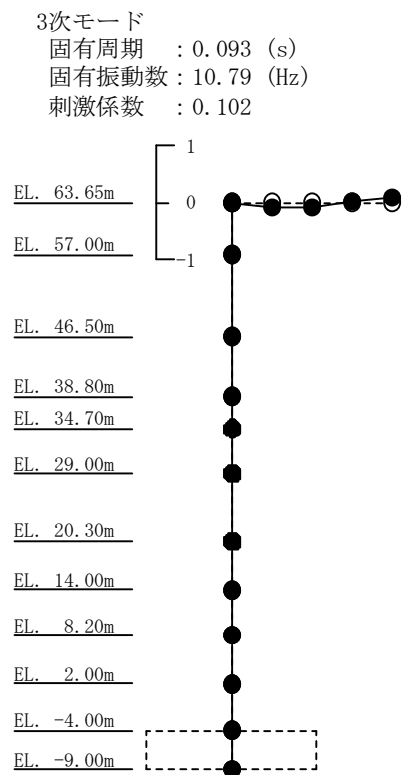 3次モード
固有周期 : 0.093 (s)
固有振動数 : 10.79 (Hz)
刺激係数 : 0.102
1
EL. 63.65m
0
EL. 57.00m
-1
EL. 46.50m
EL. 38.80m
EL. 34.70m
EL. 29.00m
EL. 20.30m
EL. 14.00m
EL. 8.20m
EL. 2.00m
EL. -4.00m
EL. -9.00m